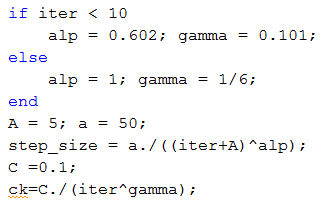 if iter < 10
    alp = 0.602; gamma = 0.101;
else
    alp = 1; gamma = 1/6;
end
A = 5; a = 50;
step_size = a./((iter+A)^alp);
C =0.1;
ck=C./(iter^gamma);